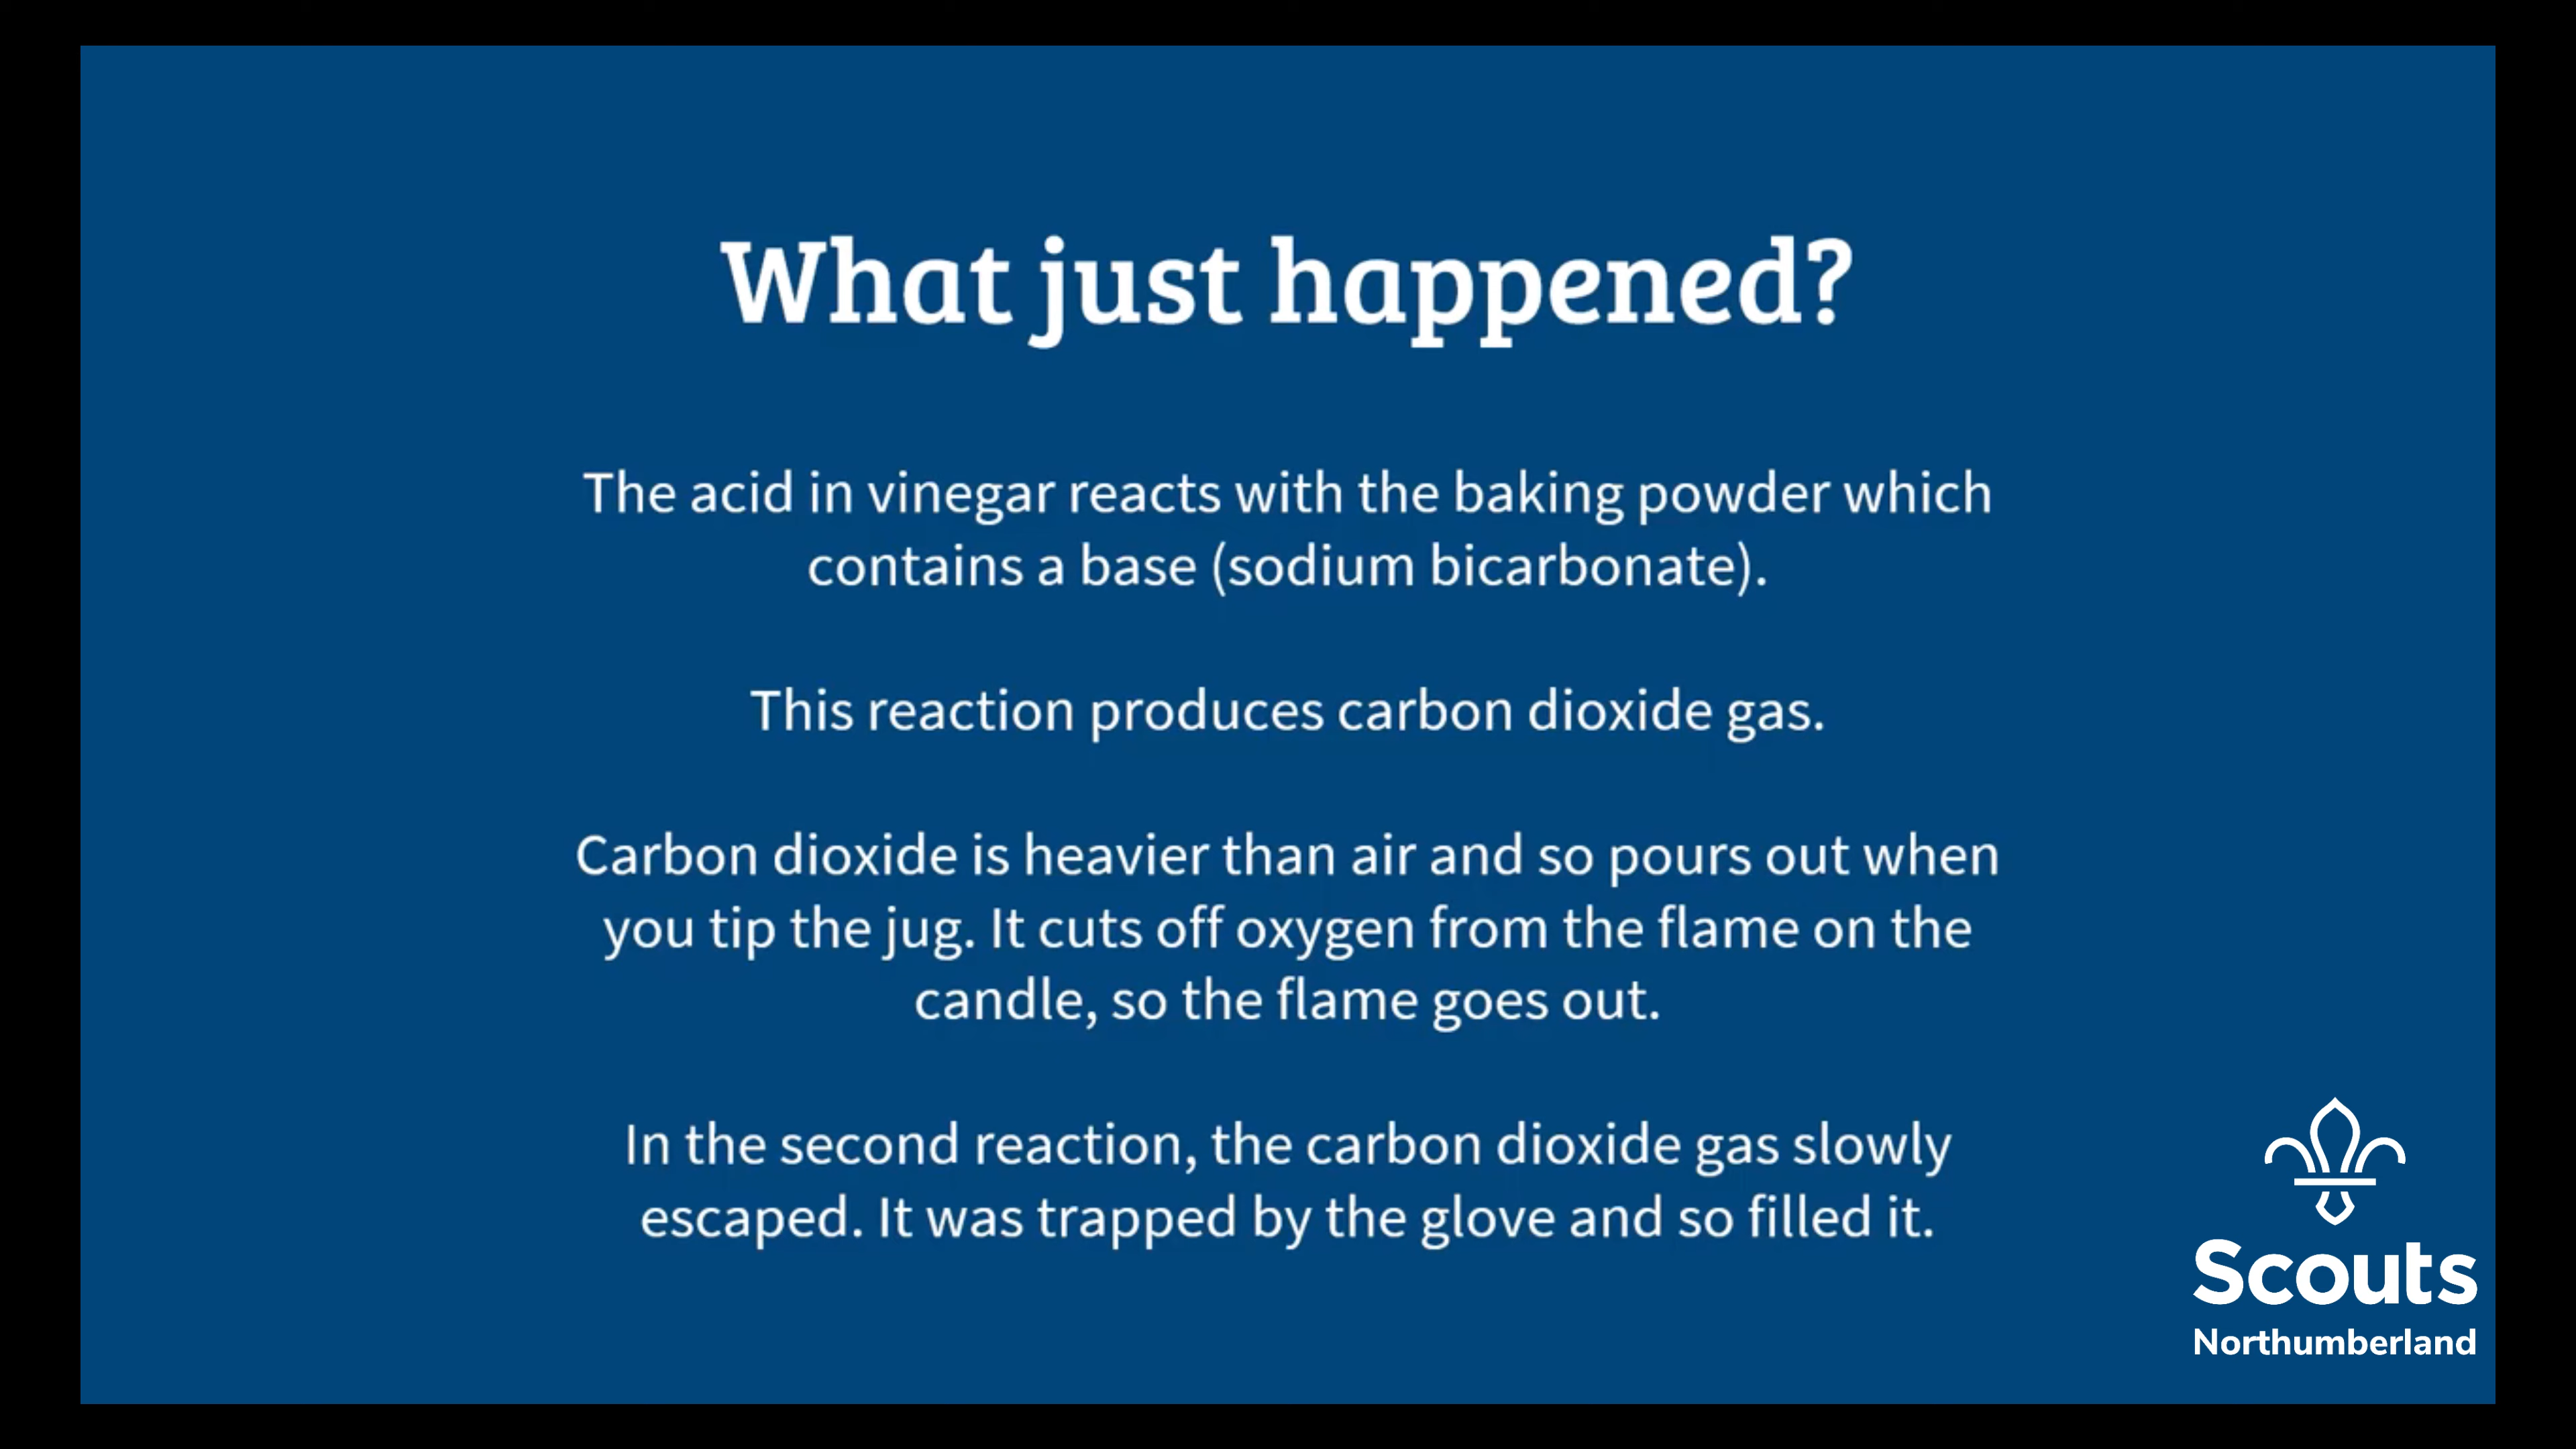 What just happened?
The acid in vinegar reacts with the baking powder which
contains a base (sodium bicarbonate).
This reaction produces carbon dioxide gas.
Carbon dioxide is heavier than air and so pours out when
you tip the jug. It cuts off oxygen from the flame on the
candle, so the flame goes out.
In the second reaction, the carbon dioxide gas slowly
escaped. It was trapped by the glove and so filled it.
Scouts
Northumberland